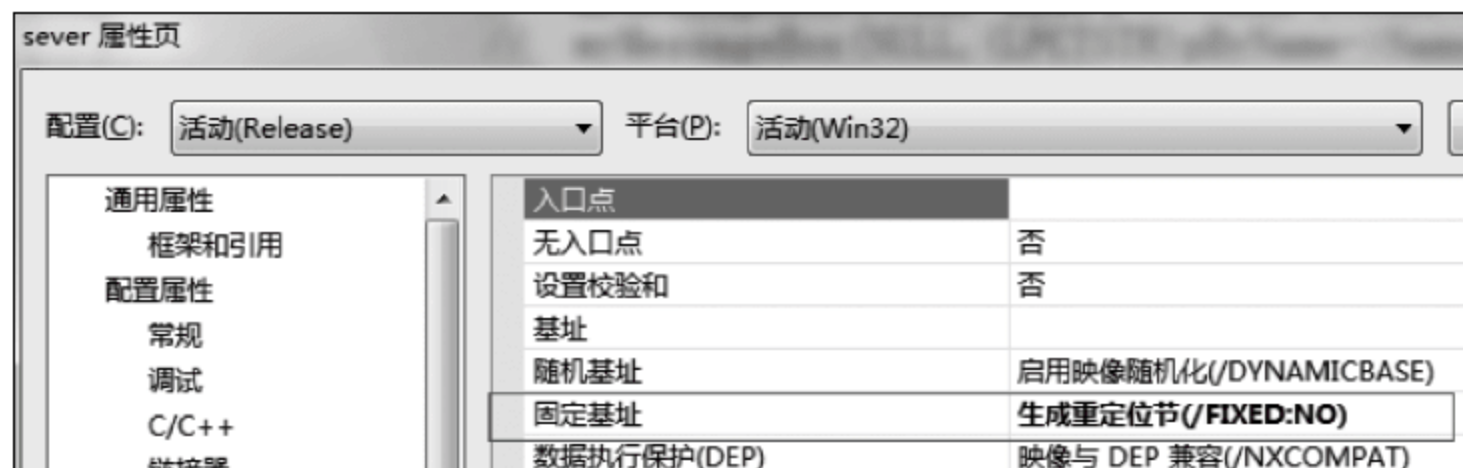 sever 属性页
配置(C): 活动(Release) 平台(P): 活动(Win32)
通用属性
框架和引用
配置属性
常规
调试
C/C++
链接器
入口点
无入口点 否
设置校验和 否
基址
随机基址 启用映像随机化(/DYNAMICBASE)
固定基址 生成重定位节(/FIXED:NO)
数据执行保护(DEP) 映像与 DEP 兼容(/NXCOMPAT)